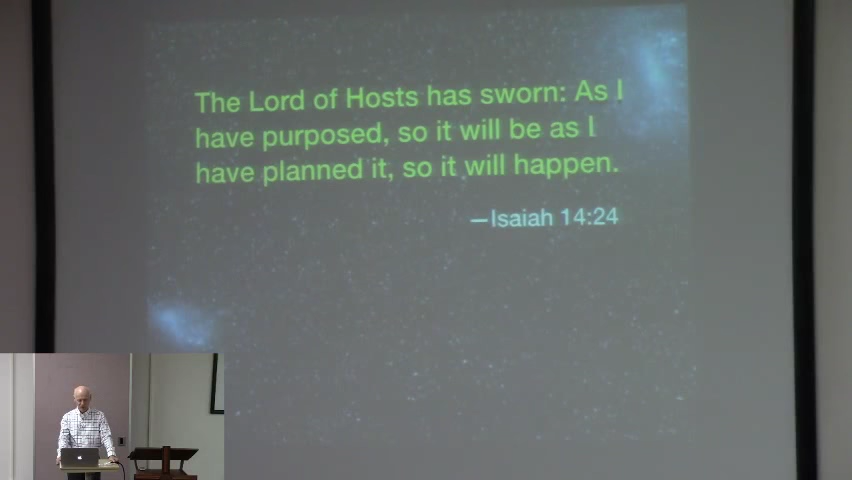 The Lord of Hosts has sworn: As I
have purposed, so it will be as I
have planned it, so it will happen.
—Isaiah 14:24